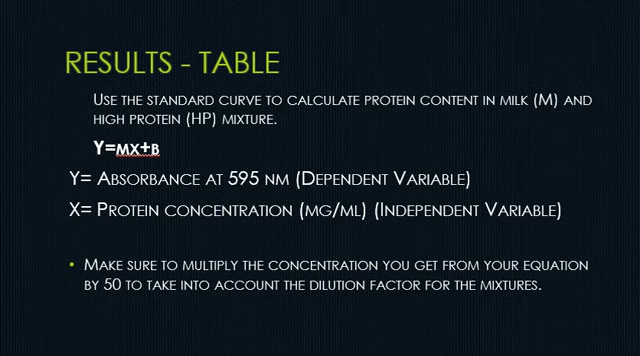 RESULTS - TABLE
USE THE STANDARD CURVE TO CALCULATE PROTEIN CONTENT IN MILK (M) AND
HIGH PROTEIN (HP) MIXTURE.
Y=MX+B
Y= ABSORBANCE AT 595 NM (DEPENDENT VARIABLE)
X= PROTEIN CONCENTRATION (MG/ML) (INDEPENDENT VARIABLE)
• MAKE SURE TO MULTIPLY THE CONCENTRATION YOU GET FROM YOUR EQUATION
BY 50 TO TAKE INTO ACCOUNT THE DILUTION FACTOR FOR THE MIXTURES.